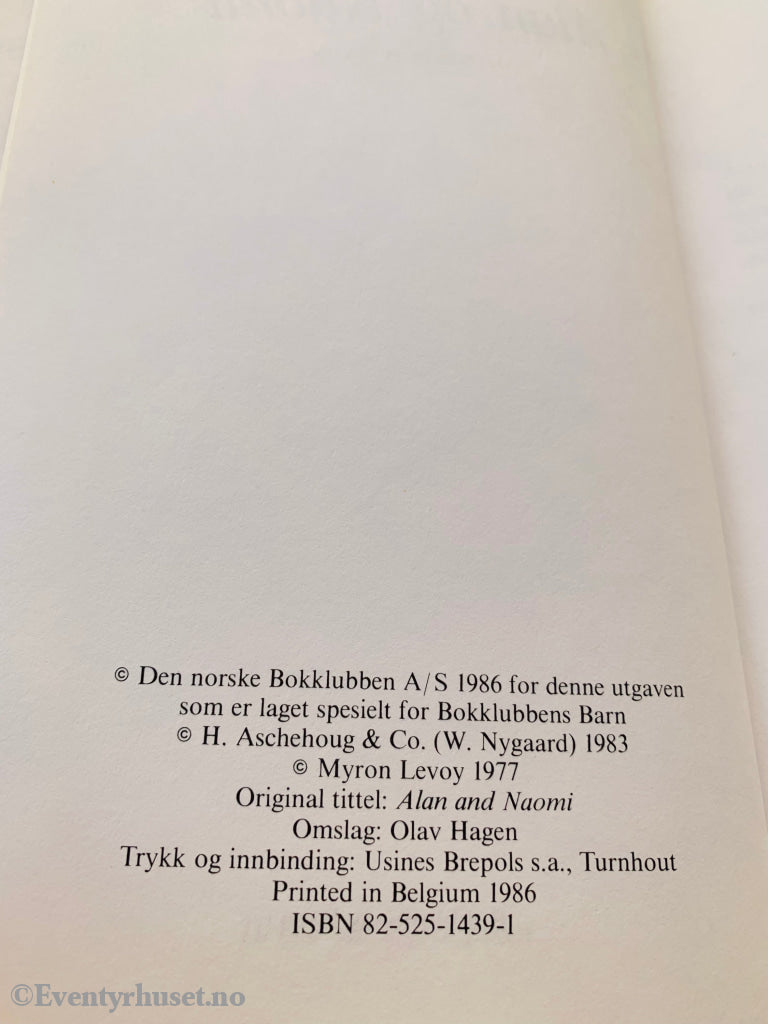 © Den norske Bokklubben A/S 1986 for denne utgaven
som er laget spesielt for Bokklubbens Barn
© H. Aschehoug & Co. (W. Nygaard) 1983
© Myron Levoy 1977
Original tittel: Alan and Naomi
Omslag: Olav Hagen
Trykk og innbinding: Usines Brepols s.a., Turnhout
Printed in Belgium 1986
ISBN 82-525-1439-1
©Eventyrhuset.no